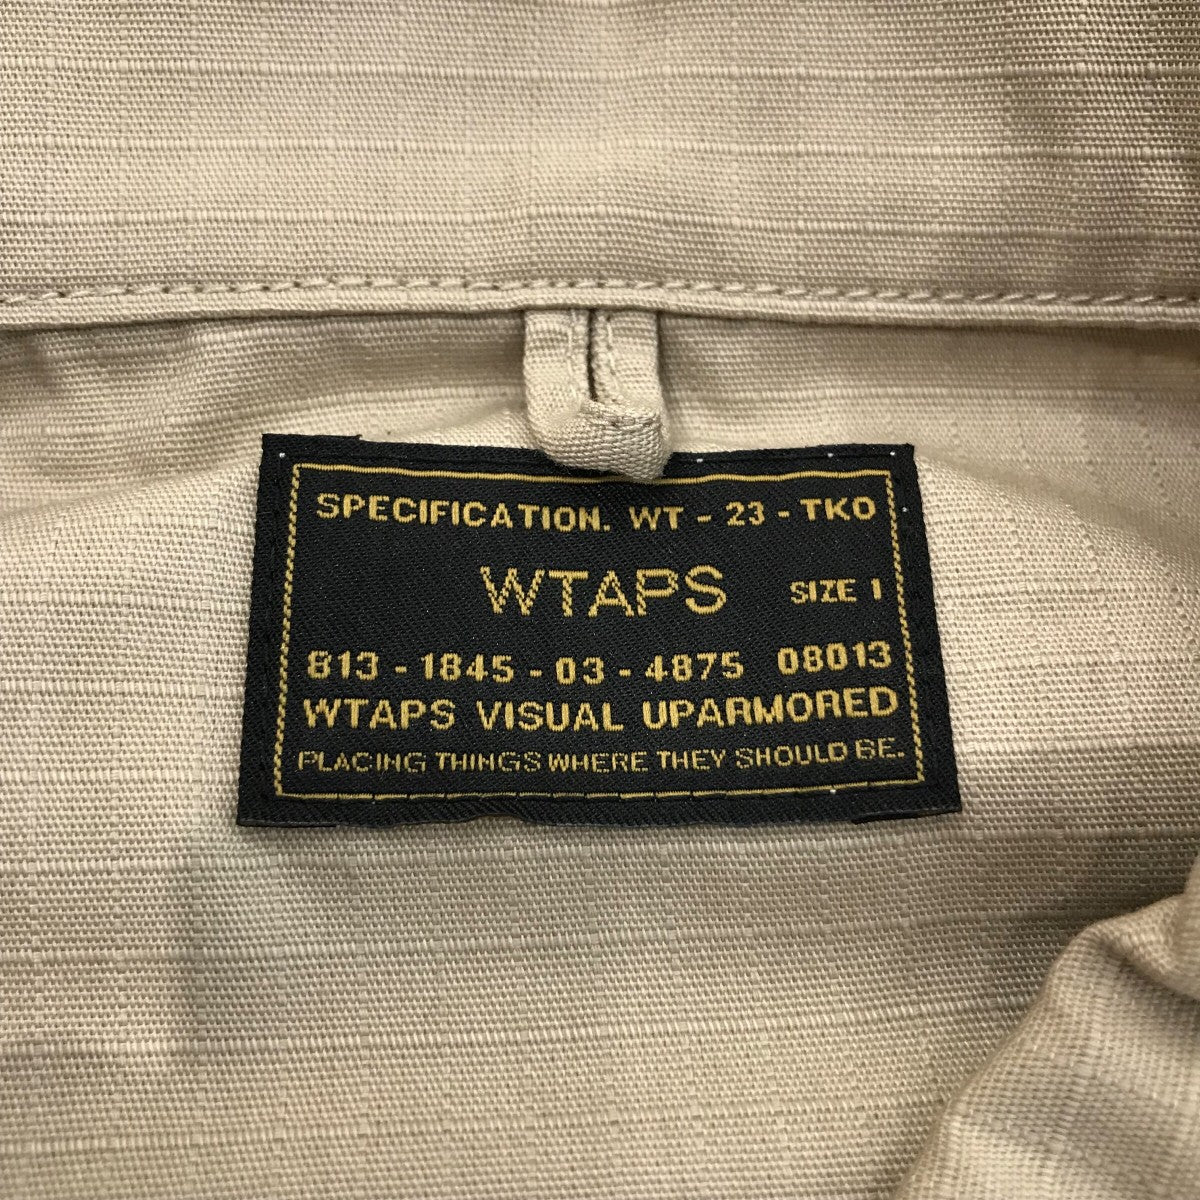 SPECIFICATION. WT - 23 - TKO
WTAPS SIZE 1
813 - 1845 - 03 - 4875 08013
WTAPS VISUAL UPARMORED
PLACING THINGS WHERE THEY SHOULD BE.